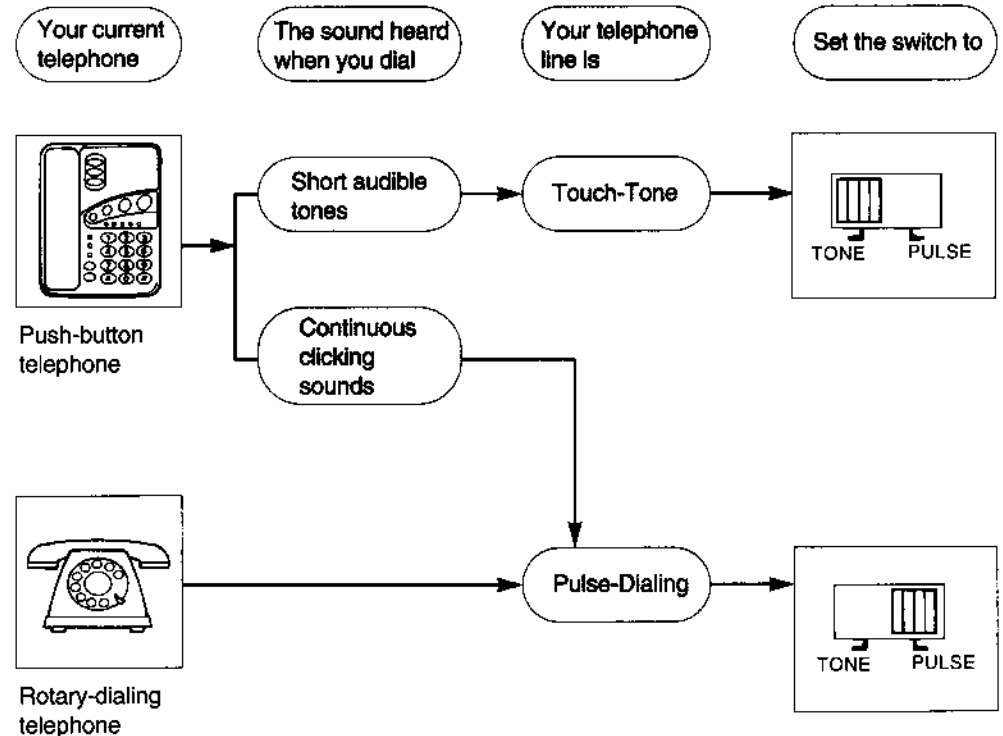 Your current
telephone
The sound heard
when you dial
Your telephone
line is
Set the switch to
Short audible
tones
Touch-Tone
TONE PULSE
Push-button
telephone
Continuous
clicking
sounds
Pulse-Dialing
TONE PULSE
Rotary-dialing
telephone